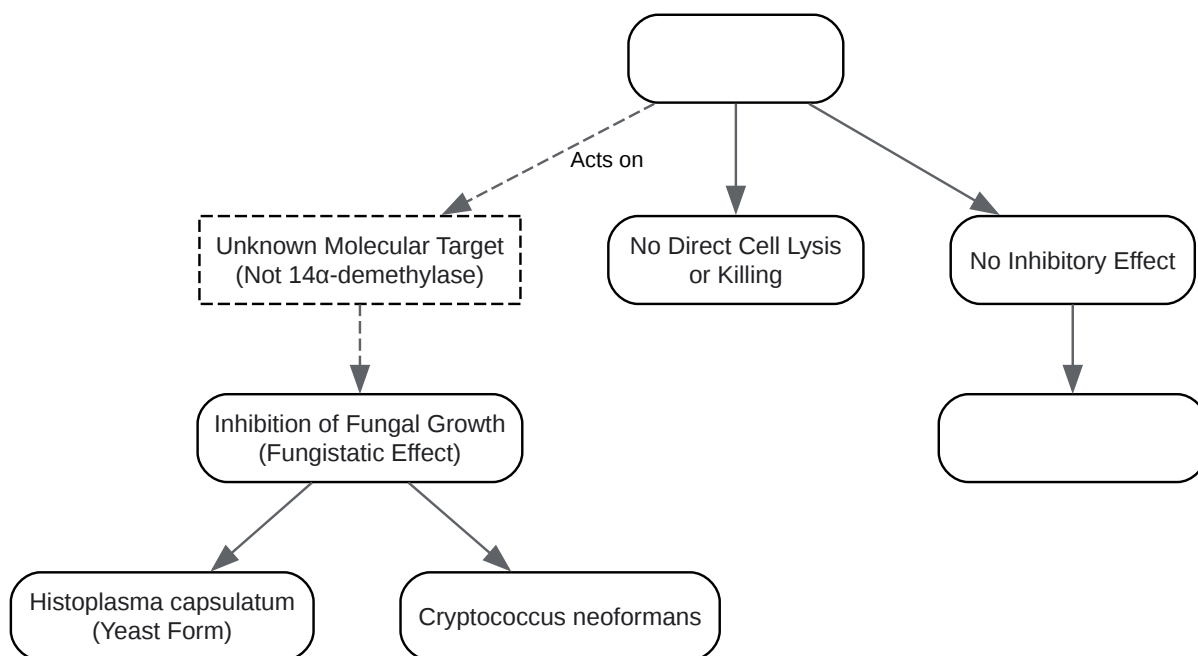 Acts on
Unknown Molecular Target
(Not 14α-demethylase)
No Direct Cell Lysis
or Killing
No Inhibitory Effect
Inhibition of Fungal Growth
(Fungistatic Effect)
Histoplasma capsulatum
(Yeast Form)
Cryptococcus neoformans